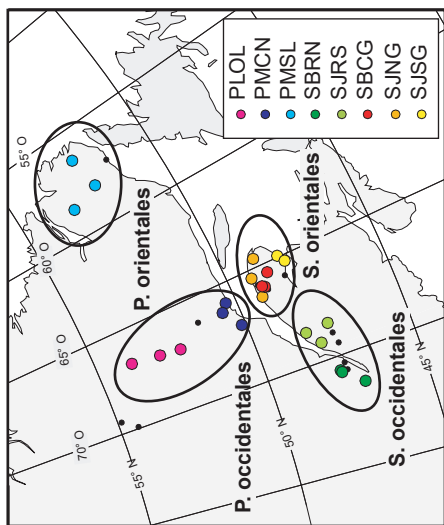 55° O
60° O
65° O
70° O
55° N
50° N
45° N
P. orientales
P. occidentales
S. orientales
S. occidentales
PLOL
PMCN
PMSL
SBRN
SJRS
SBCG
SJNG
SJSG